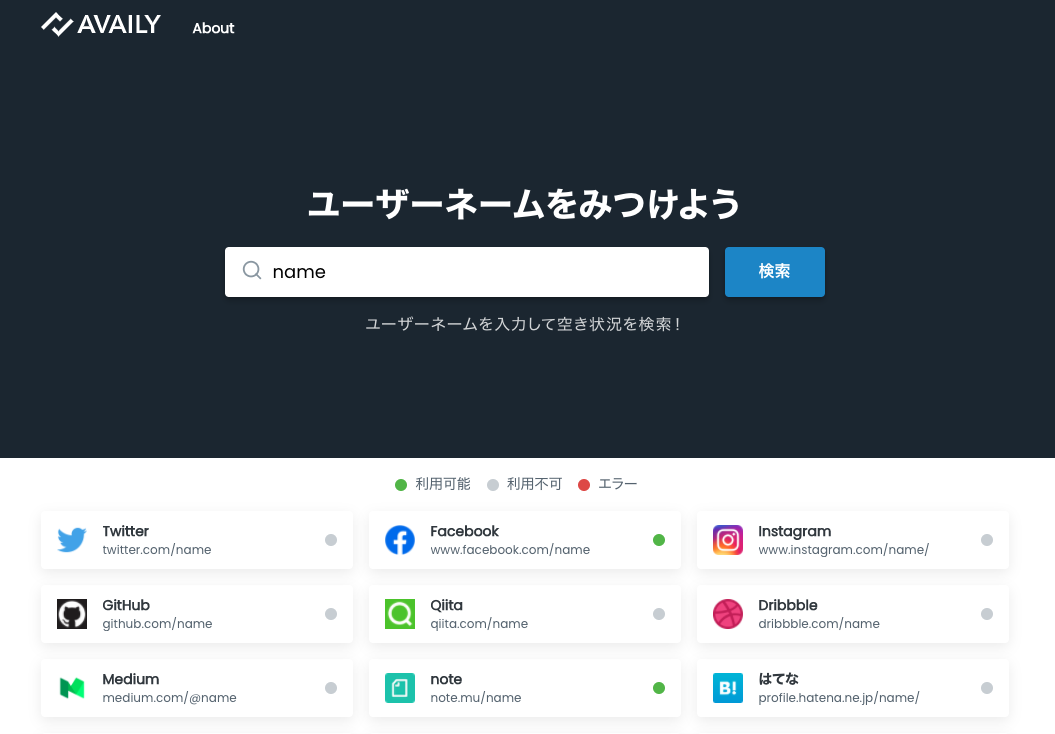 AVAILY
About
ユーザーネームをみつけよう
name
検索
ユーザーネームを入力して空き状況を検索！
利用可能 利用不可 エラー
Twitter
twitter.com/name
Facebook
www.facebook.com/name
Instagram
www.instagram.com/name/
GitHub
github.com/name
Qiita
qiita.com/name
Dribbble
dribbble.com/name
Medium
medium.com/@name
note
note.mu/name
B!
はてな
profile.hatena.ne.jp/name/